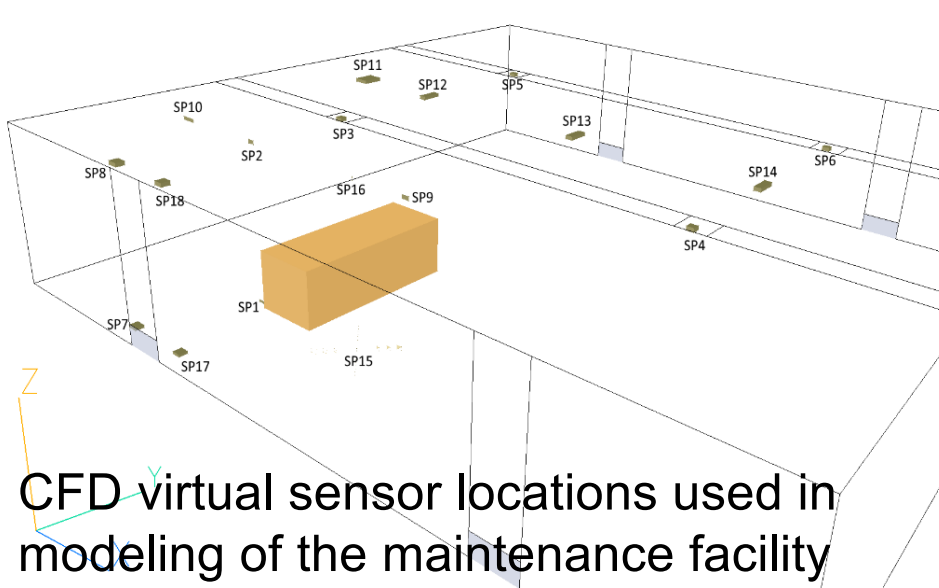 SP11
SP12
SP5
SP10
SP3
SP13
SP2
SP6
SP8
SP14
SP16
SP9
SP18
SP4
SP1
SP7
SP15
SP17
Z
Y
X
CFD virtual sensor locations used in
modeling of the maintenance facility